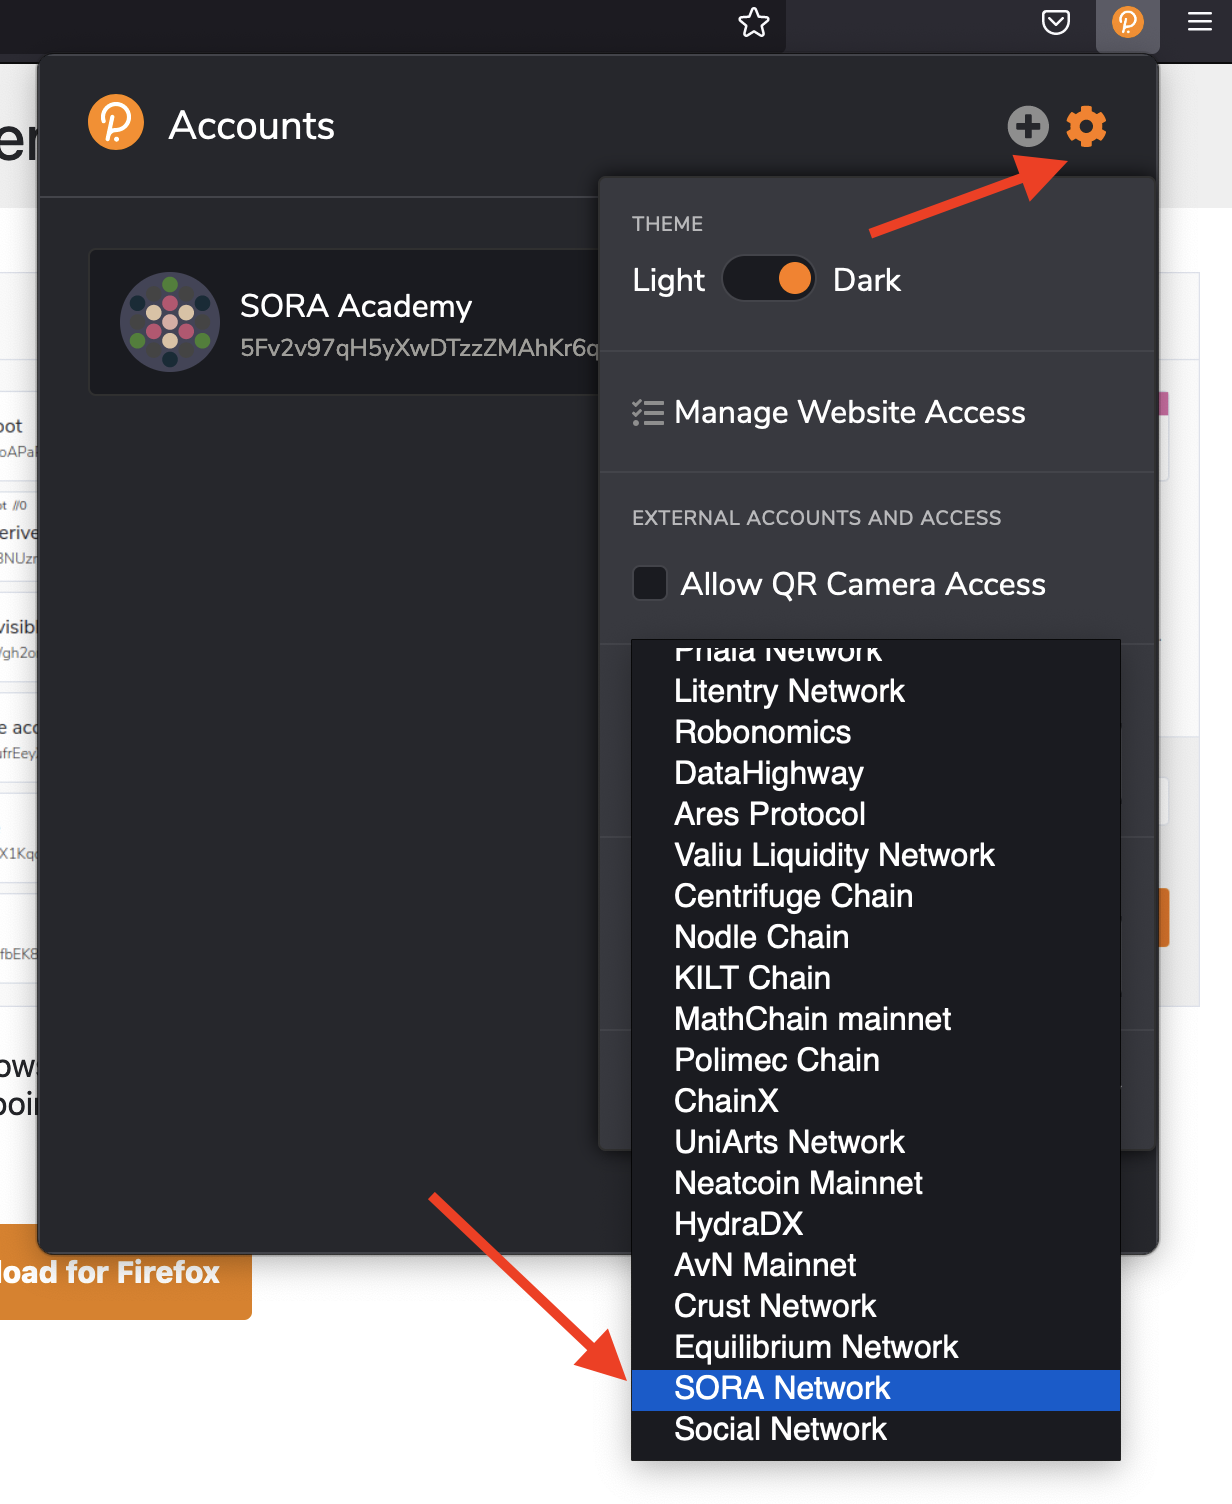 Accounts
THEME
Light Dark
SORA Academy
5Fv2v97qH5yXwDTzzZMAhKr6q
Manage Website Access
EXTERNAL ACCOUNTS AND ACCESS
Allow QR Camera Access
Phala Network
Litentry Network
Robonomics
DataHighway
Ares Protocol
Valiu Liquidity Network
Centrifuge Chain
Nodle Chain
KILT Chain
MathChain mainnet
Polimec Chain
ChainX
UniArts Network
Neatcoin Mainnet
HydraDX
AvN Mainnet
Crust Network
Equilibrium Network
SORA Network
Social Network
load for Firefox